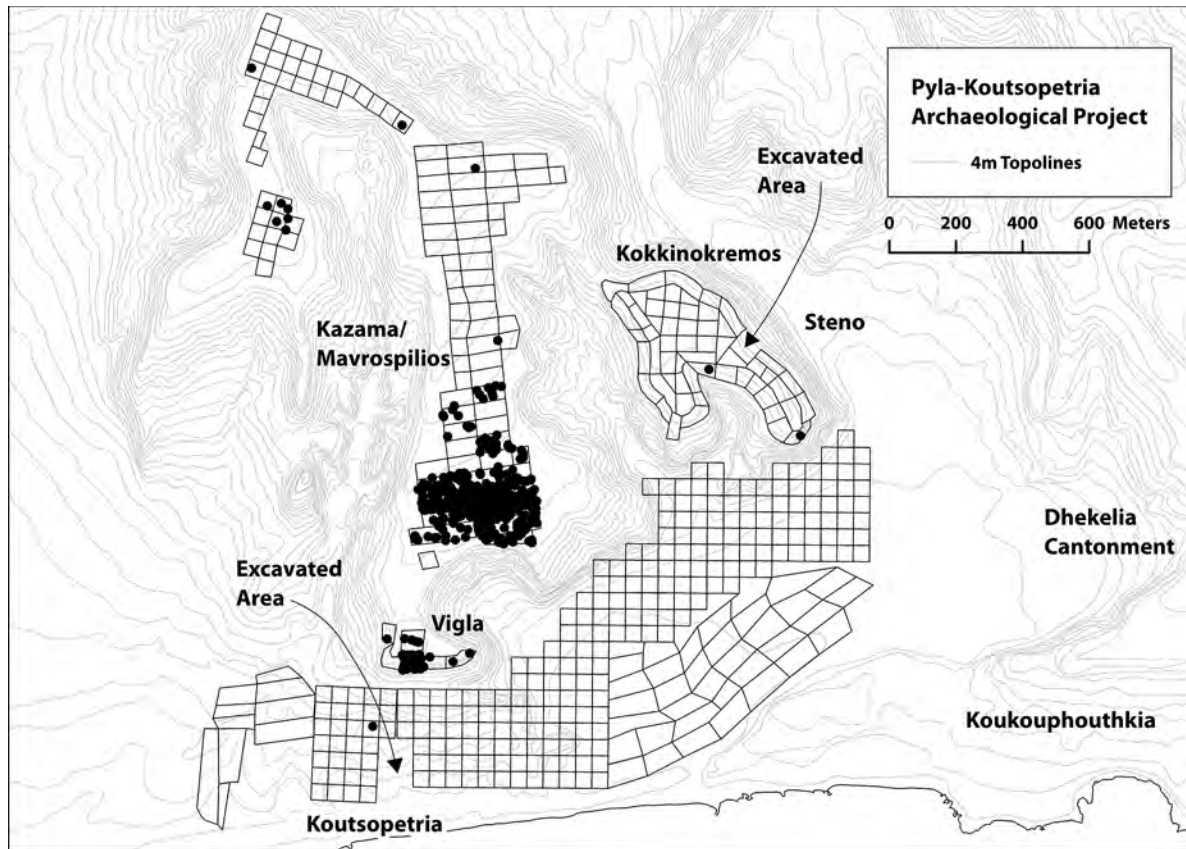 Pyla-Koutsopetria
Archaeological Project
4m Topolines
0 200 400 600 Meters
Excavated
Area
Kokkinokremos
Steno
Kazama/
Mavrospilios
Dhekelia
Cantonment
Excavated
Area
Vigla
Koukouphouthkia
Koutsopetria